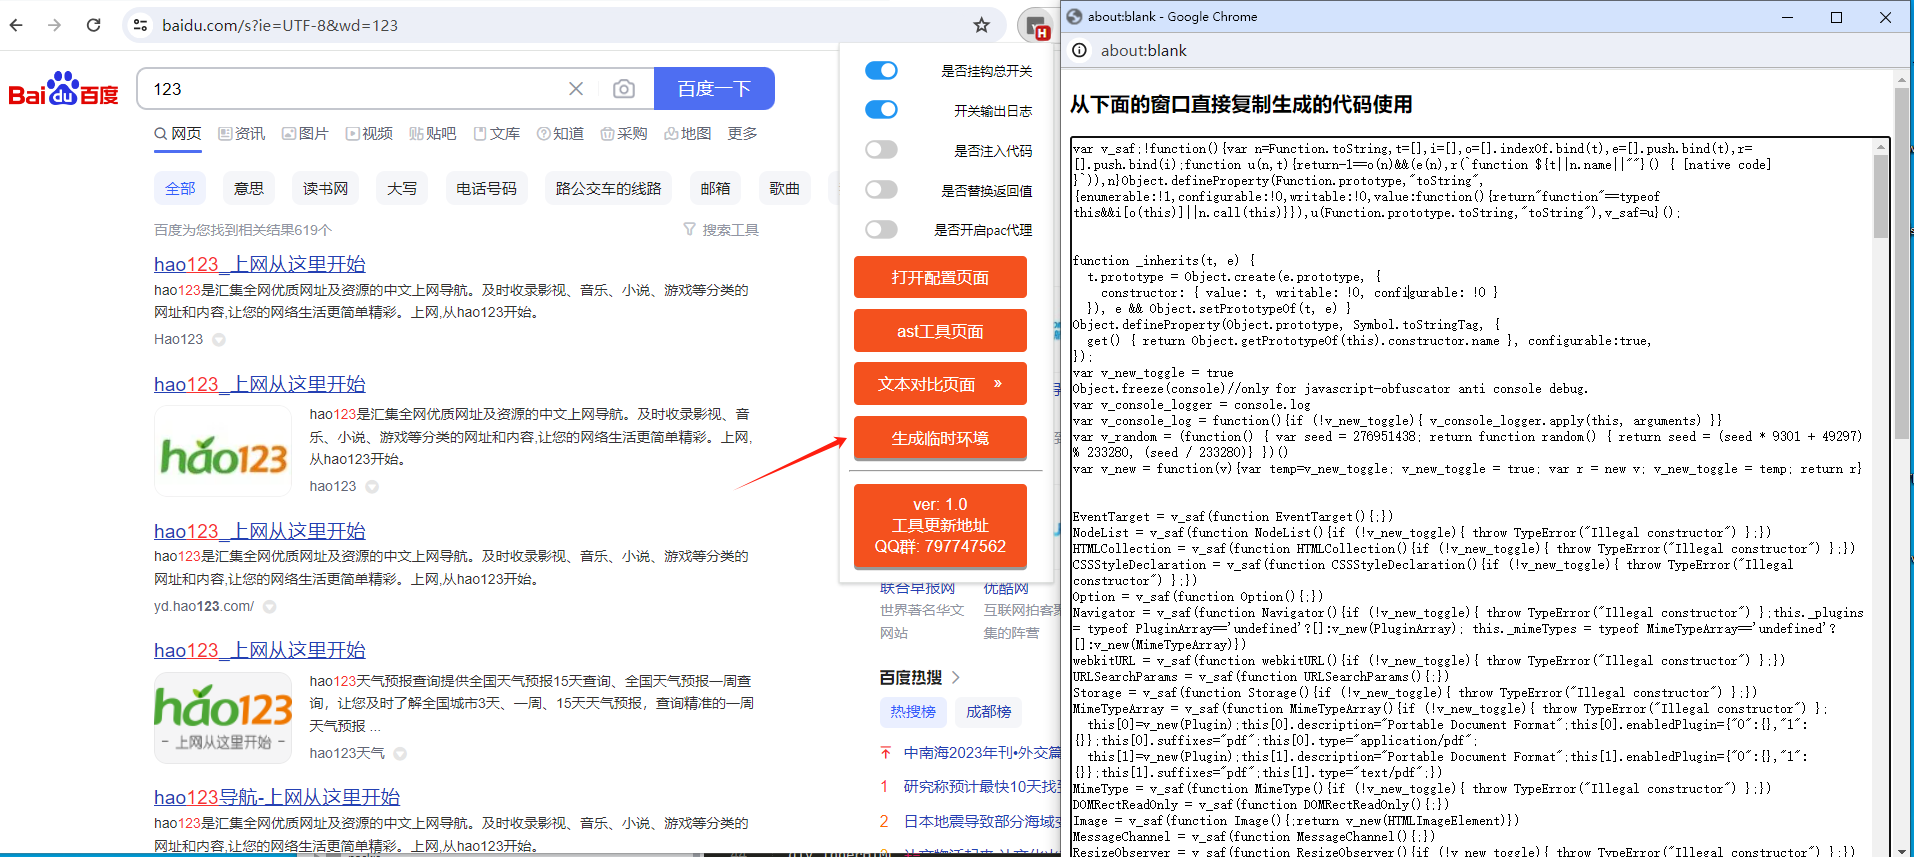 baidu.com/s?ie=UTF-8&wd=123
Bai du 百度
123
百度一下
网页 资讯 图片 视频 贴吧 文库 知道 采购 地图 更多
全部 意思 读书网 大写 电话号码 路公交车的线路 邮箱 歌曲
百度为您找到相关结果619个
搜索工具
hao123_上网从这里开始
hao123是汇集全网优质网址及资源的中文上网导航。及时收录影视、音乐、小说、游戏等分类的
网址和内容,让您的网络生活更简单精彩。上网,从hao123开始。
Hao123
hao123_上网从这里开始
hao123
hao123是汇集全网优质网址及资源的中文上网导航。及时收录影视、音
乐、小说、游戏等分类的网址和内容,让您的网络生活更简单精彩。上网,
从hao123开始。
hao123
hao123_上网从这里开始
hao123是汇集全网优质网址及资源的中文上网导航。及时收录影视、音乐、小说、游戏等分类的
网址和内容,让您的网络生活更简单精彩。上网,从hao123开始。
yd.hao123.com/
hao123_上网从这里开始
hao123
- 上网从这里开始 -
hao123天气预报查询提供全国天气预报15天查询、全国天气预报一周查
询，让您及时了解全国城市3天、一周、15天天气预报，查询精准的一周
天气预报 ...
hao123天气
hao123导航-上网从这里开始
hao123是汇集全网优质网址及资源的中文上网导航。及时收录影视、音乐、小说、游戏等分类的
网址和内容,让您的网络生活更简单精彩。上网,从hao123开始。
H
是否挂钩总开关
开关输出日志
是否注入代码
是否替换返回值
是否开启pac代理
打开配置页面
ast工具页面
文本对比页面 »
生成临时环境
ver: 1.0
工具更新地址
QQ群: 797747562
联合早报网 优酷网
世界著名华文 互联网拍客聚
网站 集的阵营
百度热搜
热搜榜 成都榜
中南海2023年刊•外交篇
1 研究称预计最快10天找到
2 日本地震导致部分海域变
about:blank - Google Chrome
about:blank
从下面的窗口直接复制生成的代码使用
var v_saf;!function(){var n=Function.toString,t=[],i=[],o=[].indexOf.bind(t),e=[].push.bind(t),r=
[].push.bind(i);function u(n,t){return-1==o(n)&&(e(n),r(`function ${t||n.name||""}() { [native code]
}`)),n}Object.defineProperty(Function.prototype,"toString",
{enumerable:!1,configurable:!0,writable:!0,value:function(){return"function"==typeof
this&&i[o(this)]||n.call(this)}}),u(Function.prototype.toString,"toString"),v_saf=u}();
function _inherits(t, e) {
  t.prototype = Object.create(e.prototype, {
    constructor: { value: t, writable: !0, configurable: !0 }
  }), e && Object.setPrototypeOf(t, e) }
Object.defineProperty(Object.prototype, Symbol.toStringTag, {
  get() { return Object.getPrototypeOf(this).constructor.name }, configurable:true,
});
var v_new_toggle = true
Object.freeze(console)//only for javascript-obfuscator anti console debug.
var v_console_logger = console.log
var v_console_log = function(){if (!v_new_toggle){ v_console_logger.apply(this, arguments) }}
var v_random = (function() { var seed = 276951438; return function random() { return seed = (seed * 9301 + 49297)
% 233280, (seed / 233280)} })()
var v_new = function(v){var temp=v_new_toggle; v_new_toggle = true; var r = new v; v_new_toggle = temp; return r}
EventTarget = v_saf(function EventTarget(){;})
NodeList = v_saf(function NodeList(){if (!v_new_toggle){ throw TypeError("Illegal constructor") };})
HTMLCollection = v_saf(function HTMLCollection(){if (!v_new_toggle){ throw TypeError("Illegal constructor") };})
CSSStyleDeclaration = v_saf(function CSSStyleDeclaration(){if (!v_new_toggle){ throw TypeError("Illegal
constructor") };})
Option = v_saf(function Option(){;})
Navigator = v_saf(function Navigator(){if (!v_new_toggle){ throw TypeError("Illegal constructor") };this._plugins
= typeof PluginArray=='undefined'?[]:v_new(PluginArray); this._mimeTypes = typeof MimeTypeArray=='undefined'?
[]:v_new(MimeTypeArray)})
webkitURL = v_saf(function webkitURL(){if (!v_new_toggle){ throw TypeError("Illegal constructor") };})
URLSearchParams = v_saf(function URLSearchParams(){;})
Storage = v_saf(function Storage(){if (!v_new_toggle){ throw TypeError("Illegal constructor") };})
MimeTypeArray = v_saf(function MimeTypeArray(){if (!v_new_toggle){ throw TypeError("Illegal constructor") };
  this[0]=v_new(Plugin);this[0].description="Portable Document Format";this[0].enabledPlugin={"0":{},"1":
{}};this[0].suffixes="pdf";this[0].type="application/pdf";
  this[1]=v_new(Plugin);this[1].description="Portable Document Format";this[1].enabledPlugin={"0":{},"1":
{}};this[1].suffixes="pdf";this[1].type="text/pdf";})
MimeType = v_saf(function MimeType(){if (!v_new_toggle){ throw TypeError("Illegal constructor") };})
DOMRectReadOnly = v_saf(function DOMRectReadOnly(){;})
Image = v_saf(function Image(){;return v_new(HTMLImageElement)})
MessageChannel = v_saf(function MessageChannel(){;})
ResizeObserver = v_saf(function ResizeObserver(){if (!v_new_toggle){ throw TypeError("Illegal constructor") };})